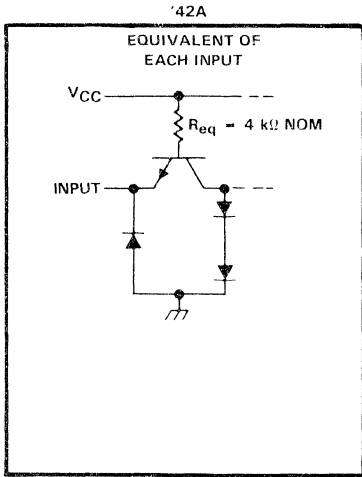 '42A
EQUIVALENT OF
EACH INPUT
VCC
Req = 4 kΩ NOM
INPUT